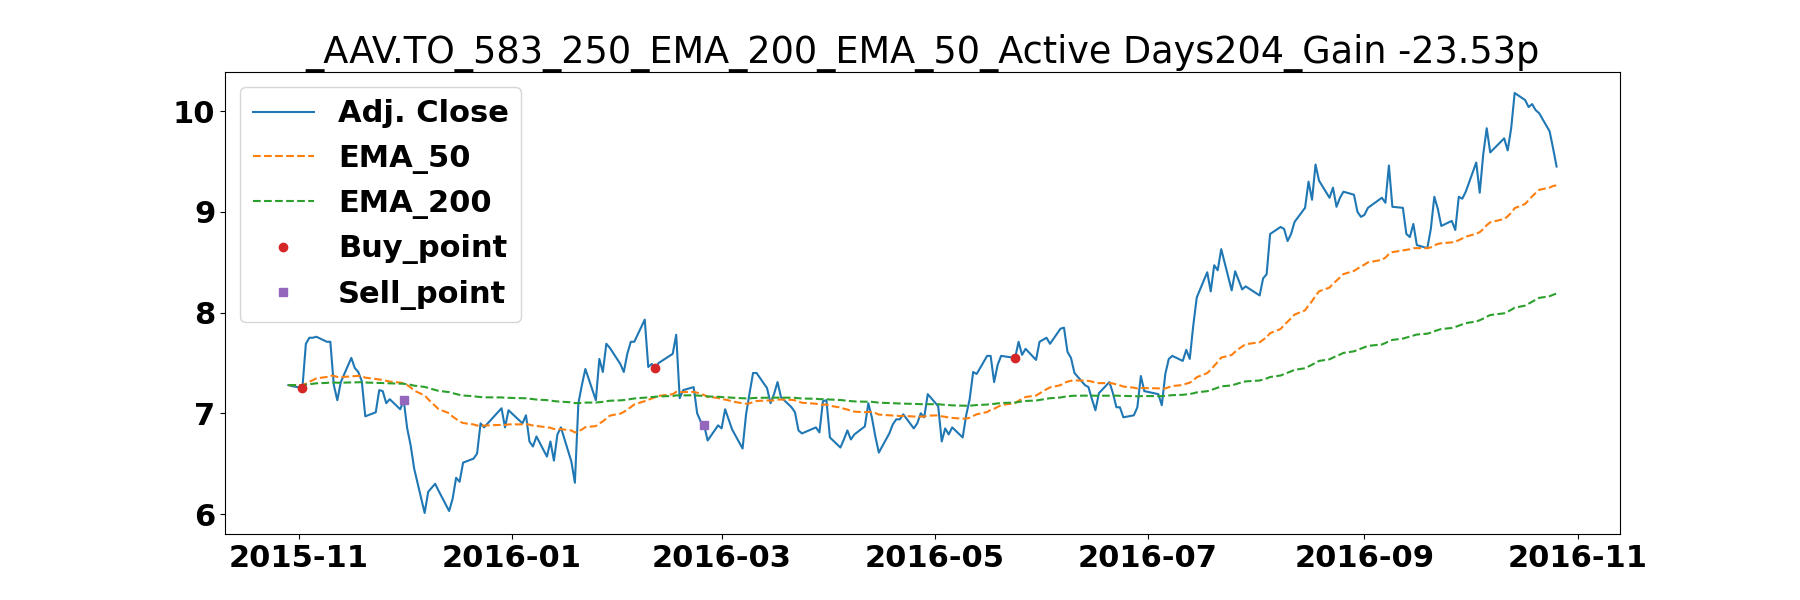 _AAV.TO_583_250_EMA_200_EMA_50_Active Days204_Gain -23.53p
Adj. Close
EMA_50
EMA_200
Buy_point
Sell_point
10
9
8
7
6
2015-11 2016-01 2016-03 2016-05 2016-07 2016-09 2016-11